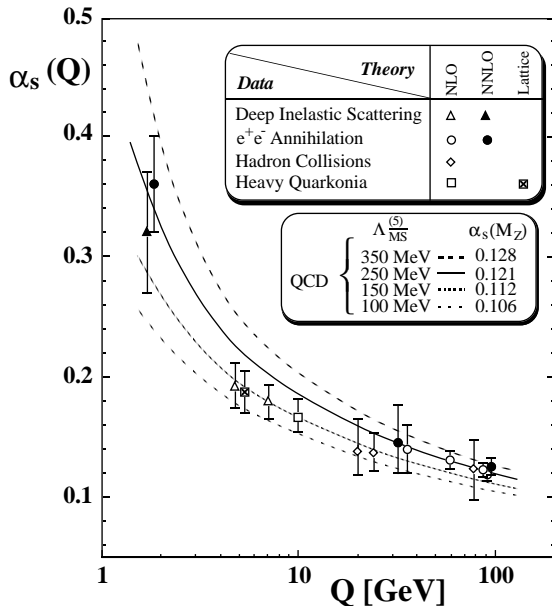 0.5
αs (Q)
Theory
Data
NLO
NNLO
Lattice
Deep Inelastic Scattering
e+e- Annihilation
Hadron Collisions
Heavy Quarkonia
0.4
Λ(5) MS αs(MZ)
QCD
350 MeV 0.128
250 MeV 0.121
150 MeV 0.112
100 MeV 0.106
0.3
0.2
0.1
1 10 100
Q [GeV]